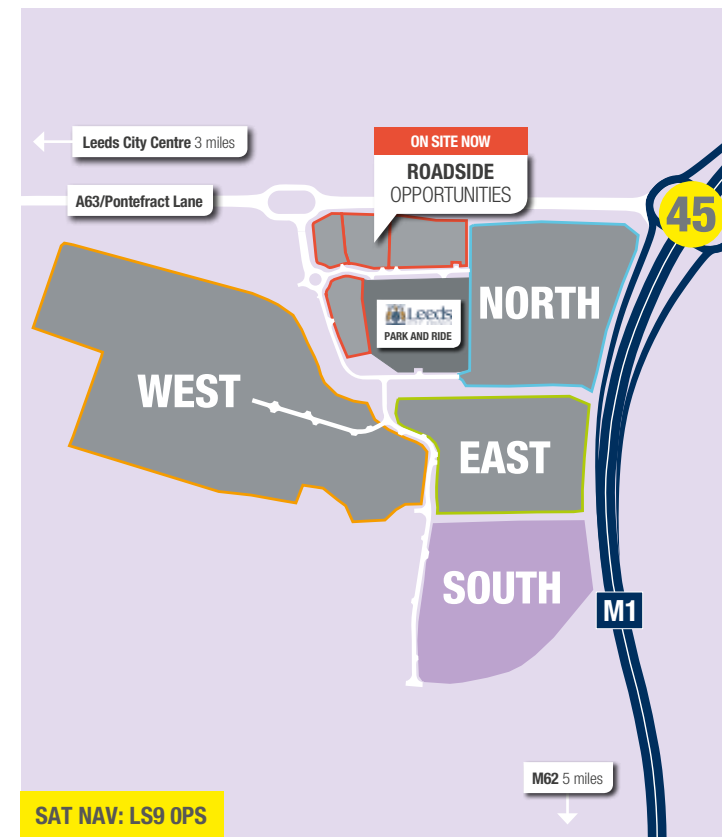 Leeds City Centre 3 miles
ON SITE NOW
ROADSIDE
OPPORTUNITIES
A63/Pontefract Lane
45
NORTH
Leeds
PARK AND RIDE
WEST
EAST
SOUTH
M1
M62 5 miles
SAT NAV: LS9 0PS